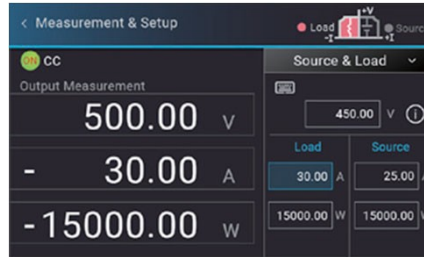 < Measurement & Setup
Load
+V
-I
+I
Sourc
ON CC
Output Measurement
500.00 V
- 30.00 A
-15000.00 W
Source & Load
450.00 V
Load Source
30.00 A 25.00
15000.00 W 15000.00 W